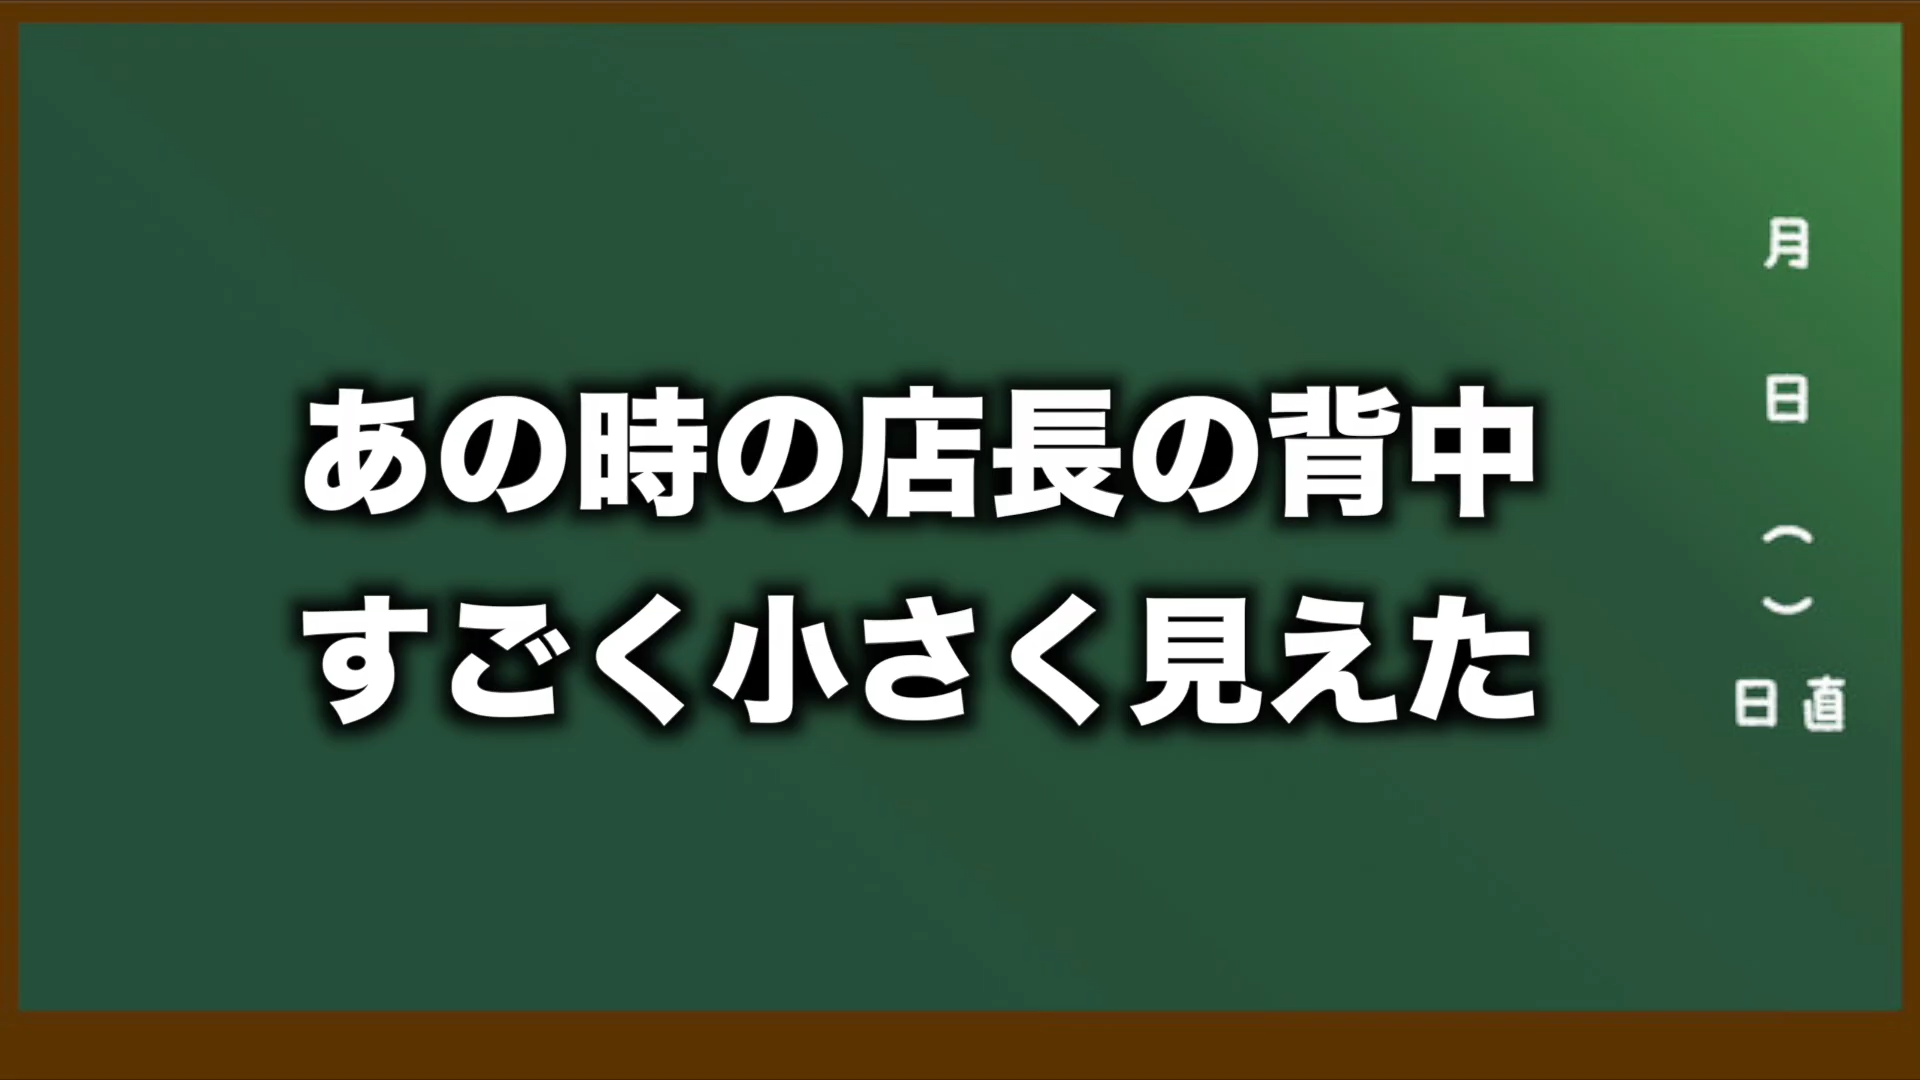 あの時の店長の背中
すごく小さく見えた
月
日
（
）
日直